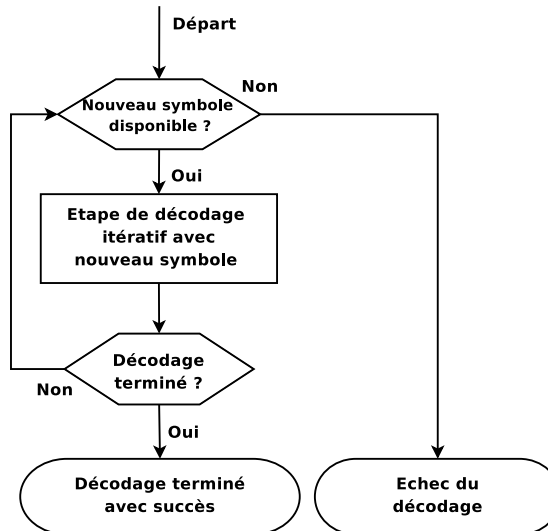 Départ
Non
Nouveau symbole
disponible ?
Oui
Etape de décodage
itératif avec
nouveau symbole
Décodage
terminé ?
Non
Oui
Décodage terminé
avec succès
Echec du
décodage